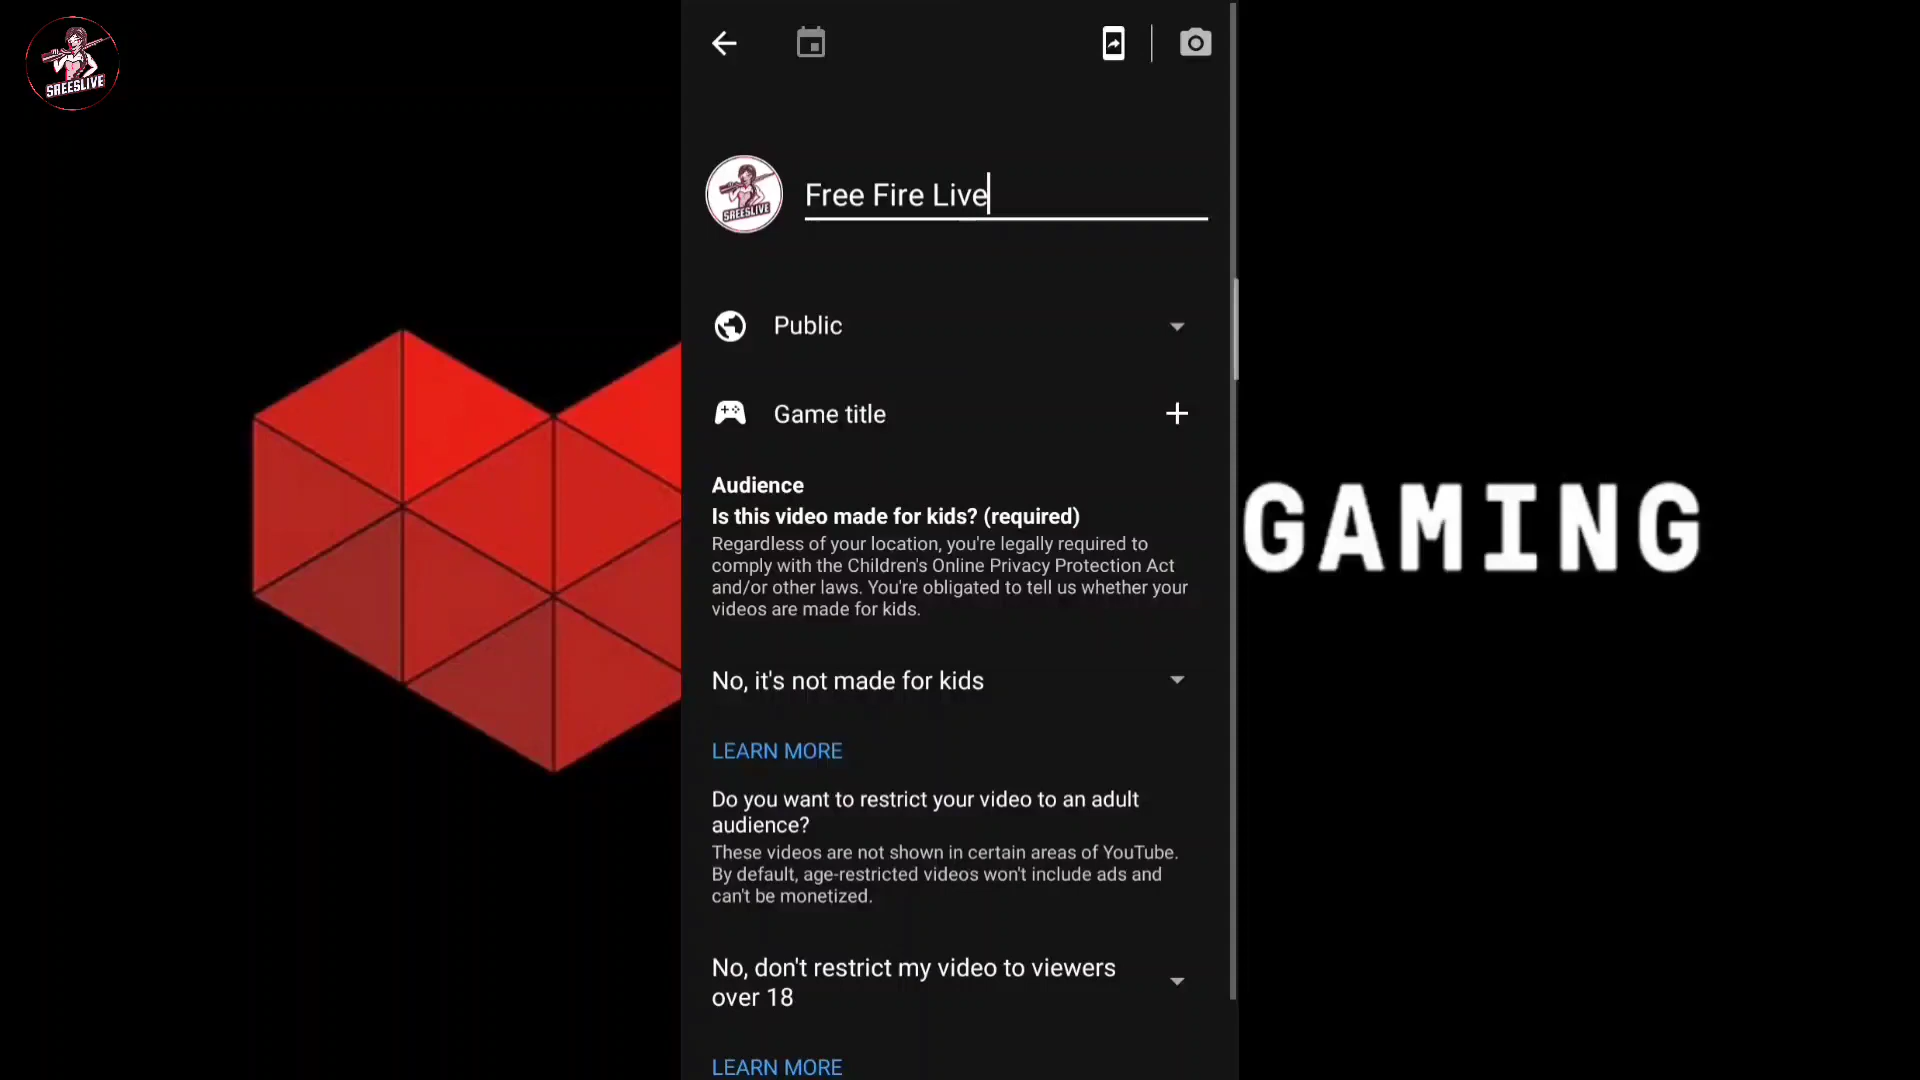 SREESLIVE
SREESLIVE
Free Fire Live
Public
Game title
Audience
Is this video made for kids? (required)
Regardless of your location, you're legally required to
comply with the Children's Online Privacy Protection Act
and/or other laws. You're obligated to tell us whether your
videos are made for kids.
GAMING
No, it's not made for kids
LEARN MORE
Do you want to restrict your video to an adult
audience?
These videos are not shown in certain areas of YouTube.
By default, age-restricted videos won't include ads and
can't be monetized.
No, don't restrict my video to viewers
over 18
LEARN MORE